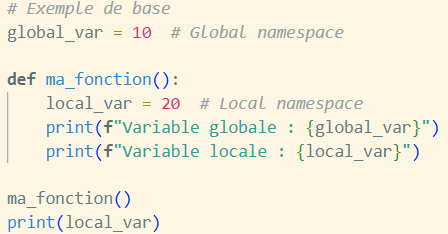 # Exemple de base
global_var = 10  # Global namespace

def ma_fonction():
    local_var = 20  # Local namespace
    print(f"Variable globale : {global_var}")
    print(f"Variable locale : {local_var}")

ma_fonction()
print(local_var)